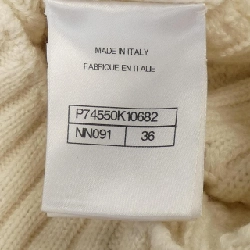 MADE IN ITALY
FABRIQUE EN ITALIE
P74550K10682
NN091 36